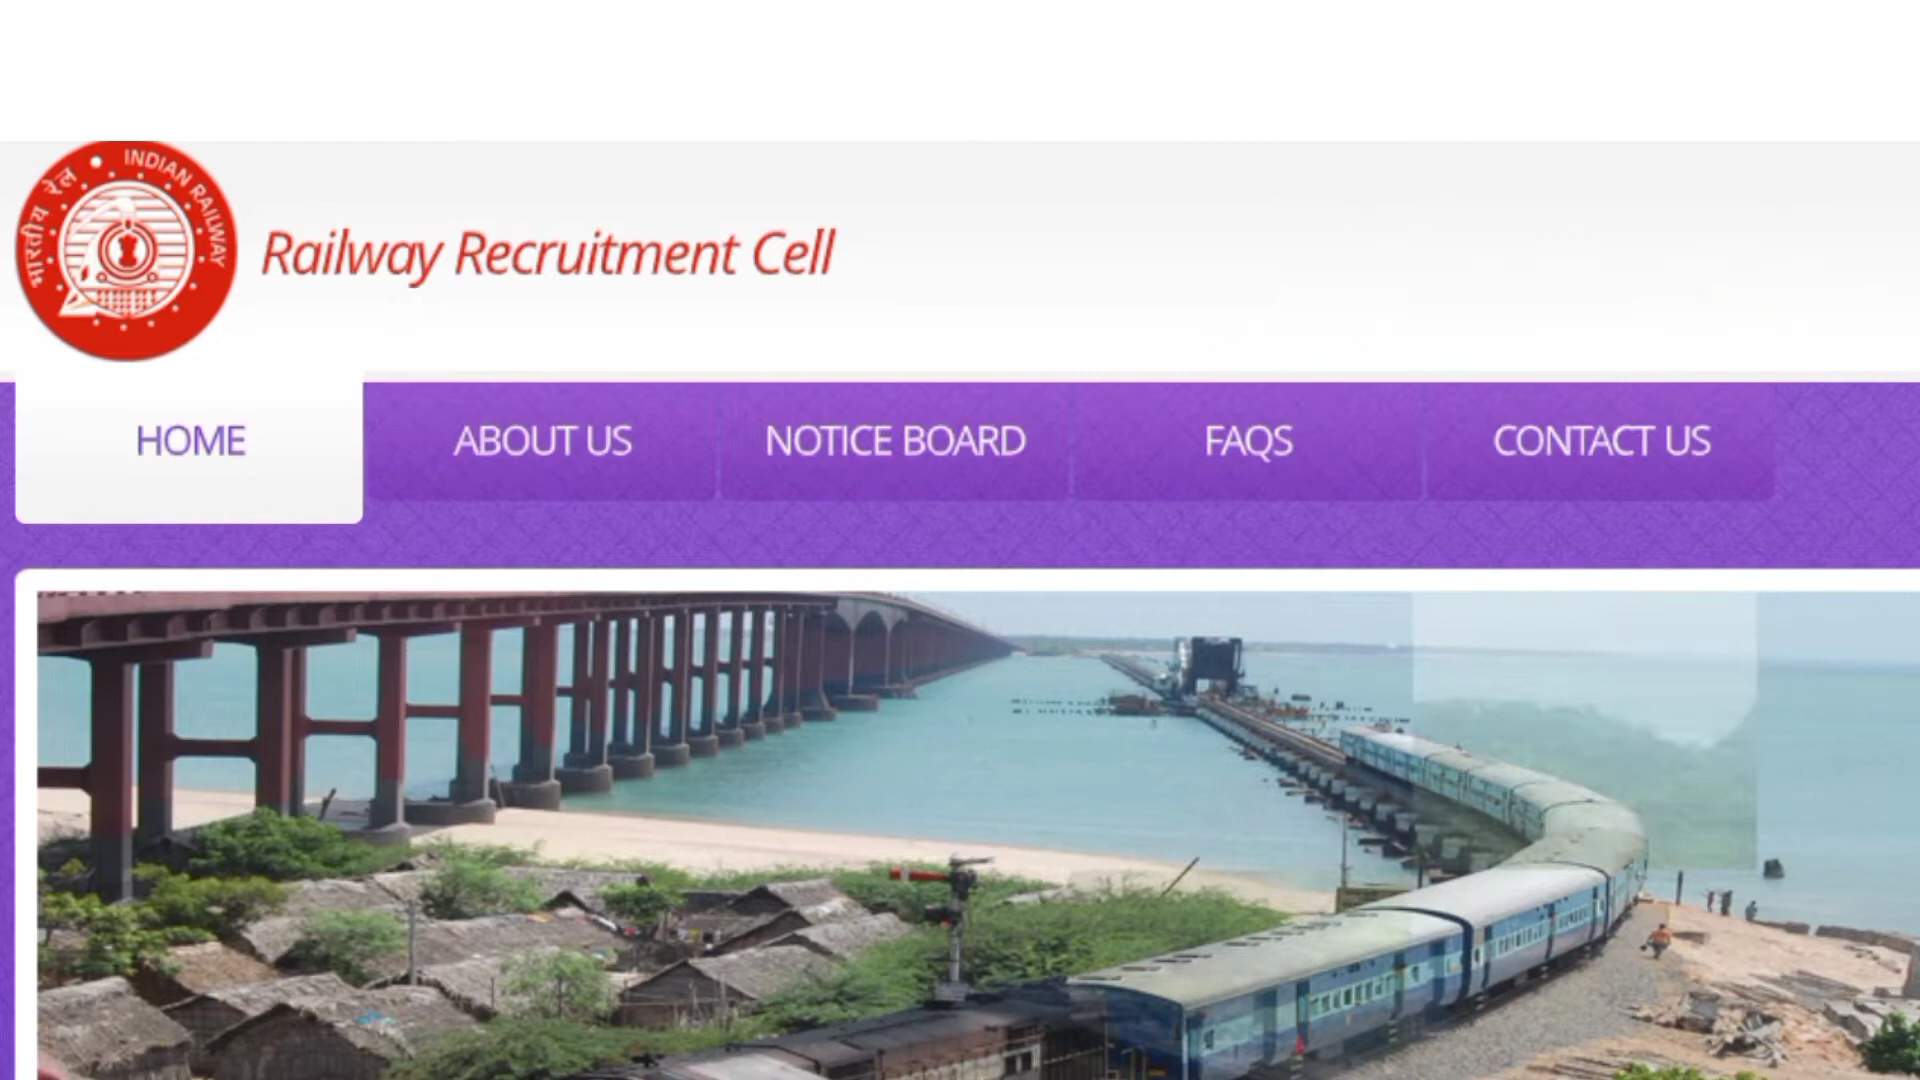 भारतीय रेल
INDIAN RAILWAY
Railway Recruitment Cell
HOME
ABOUT US
NOTICE BOARD
FAQS
CONTACT US